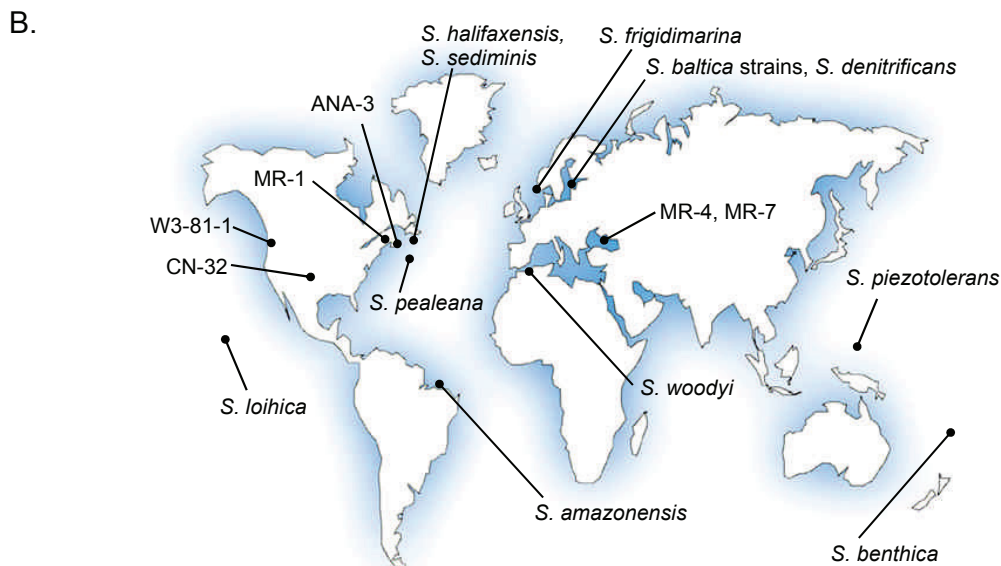 B.
S. halifaxensis,
S. sediminis
S. frigidimarina
S. baltica strains, S. denitrificans
ANA-3
MR-1
W3-81-1
CN-32
MR-4, MR-7
S. pealeana
S. piezotolerans
S. loihica
S. woodyi
S. amazonensis
S. benthica